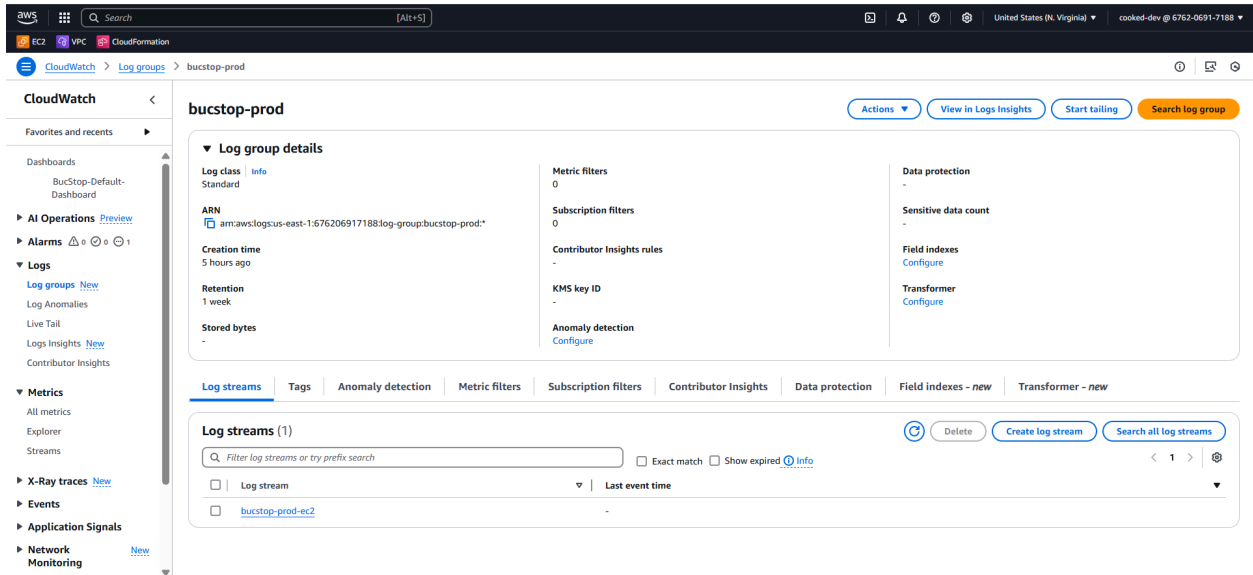 aws
Search [Alt+S]
United States (N. Virginia) ▼ cooked-dev @ 6762-0691-7188 ▼
EC2 VPC CloudFormation
CloudWatch > Log groups > bucstop-prod
CloudWatch
Favorites and recents
Dashboards
BucStop-Default-
Dashboard
AI Operations Preview
Alarms 0 0 1
Logs
Log groups New
Log Anomalies
Live Tail
Logs Insights New
Contributor Insights
Metrics
All metrics
Explorer
Streams
X-Ray traces New
Events
Application Signals
Network New
Monitoring
bucstop-prod
Actions ▼ View in Logs Insights Start tailing Search log group
▼ Log group details
Log class Info
Standard
ARN
arn:aws:logs:us-east-1:676206917188:log-group:bucstop-prod:*
Creation time
5 hours ago
Retention
1 week
Stored bytes
-
Metric filters
0
Subscription filters
0
Contributor Insights rules
-
KMS key ID
-
Anomaly detection
Configure
Data protection
-
Sensitive data count
-
Field indexes
Configure
Transformer
Configure
Log streams Tags Anomaly detection Metric filters Subscription filters Contributor Insights Data protection Field indexes - new Transformer - new
Log streams (1)
Delete Create log stream Search all log streams
Filter log streams or try prefix search Exact match Show expired Info < 1 >
Log stream Last event time
bucstop-prod-ec2 -